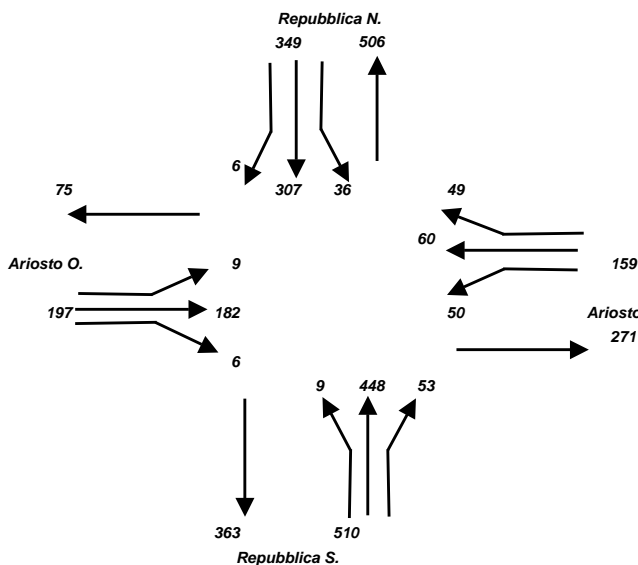 Repubblica N.
349 506
6
307 36
75 49
60
Ariosto O. 9 159
197 182 50 Ariosto
271
6
9 448 53
363 510
Repubblica S.